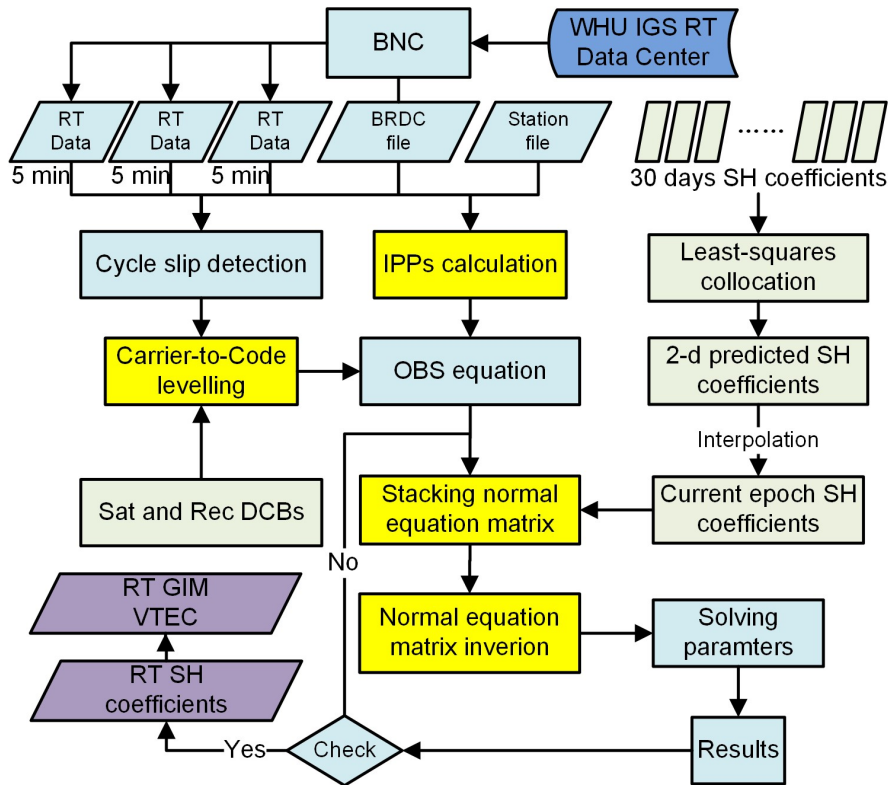 BNC
WHU IGS RT
Data Center
RT
Data
RT
Data
RT
Data
BRDC
file
Station
file
......
5 min
5 min
5 min
30 days SH coefficients
Cycle slip detection
IPPs calculation
Least-squares
collocation
Carrier-to-Code
levelling
OBS equation
2-d predicted SH
coefficients
Interpolation
Sat and Rec DCBs
Stacking normal
equation matrix
Current epoch SH
coefficients
No
RT GIM
VTEC
Normal equation
matrix inverion
Solving
paramters
RT SH
coefficients
Yes
Check
Results